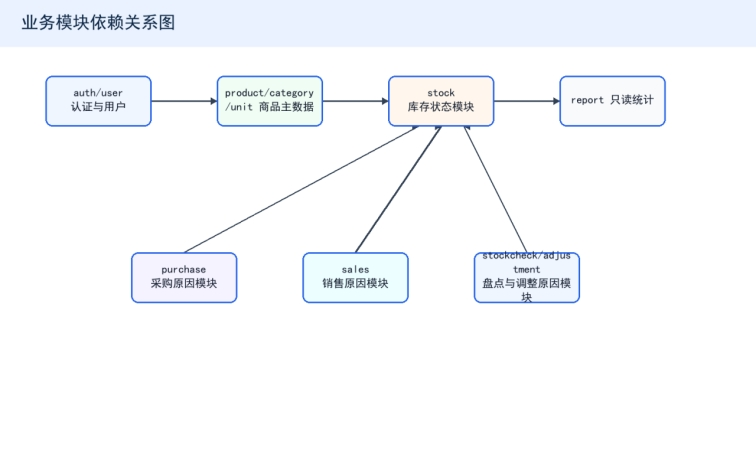 业务模块依赖关系图
auth/user
认证与用户
product/category
/unit 商品主数据
stock
库存状态模块
report 只读统计
purchase
采购原因模块
sales
销售原因模块
stockcheck/adjus
tment
盘点与调整原因模
块